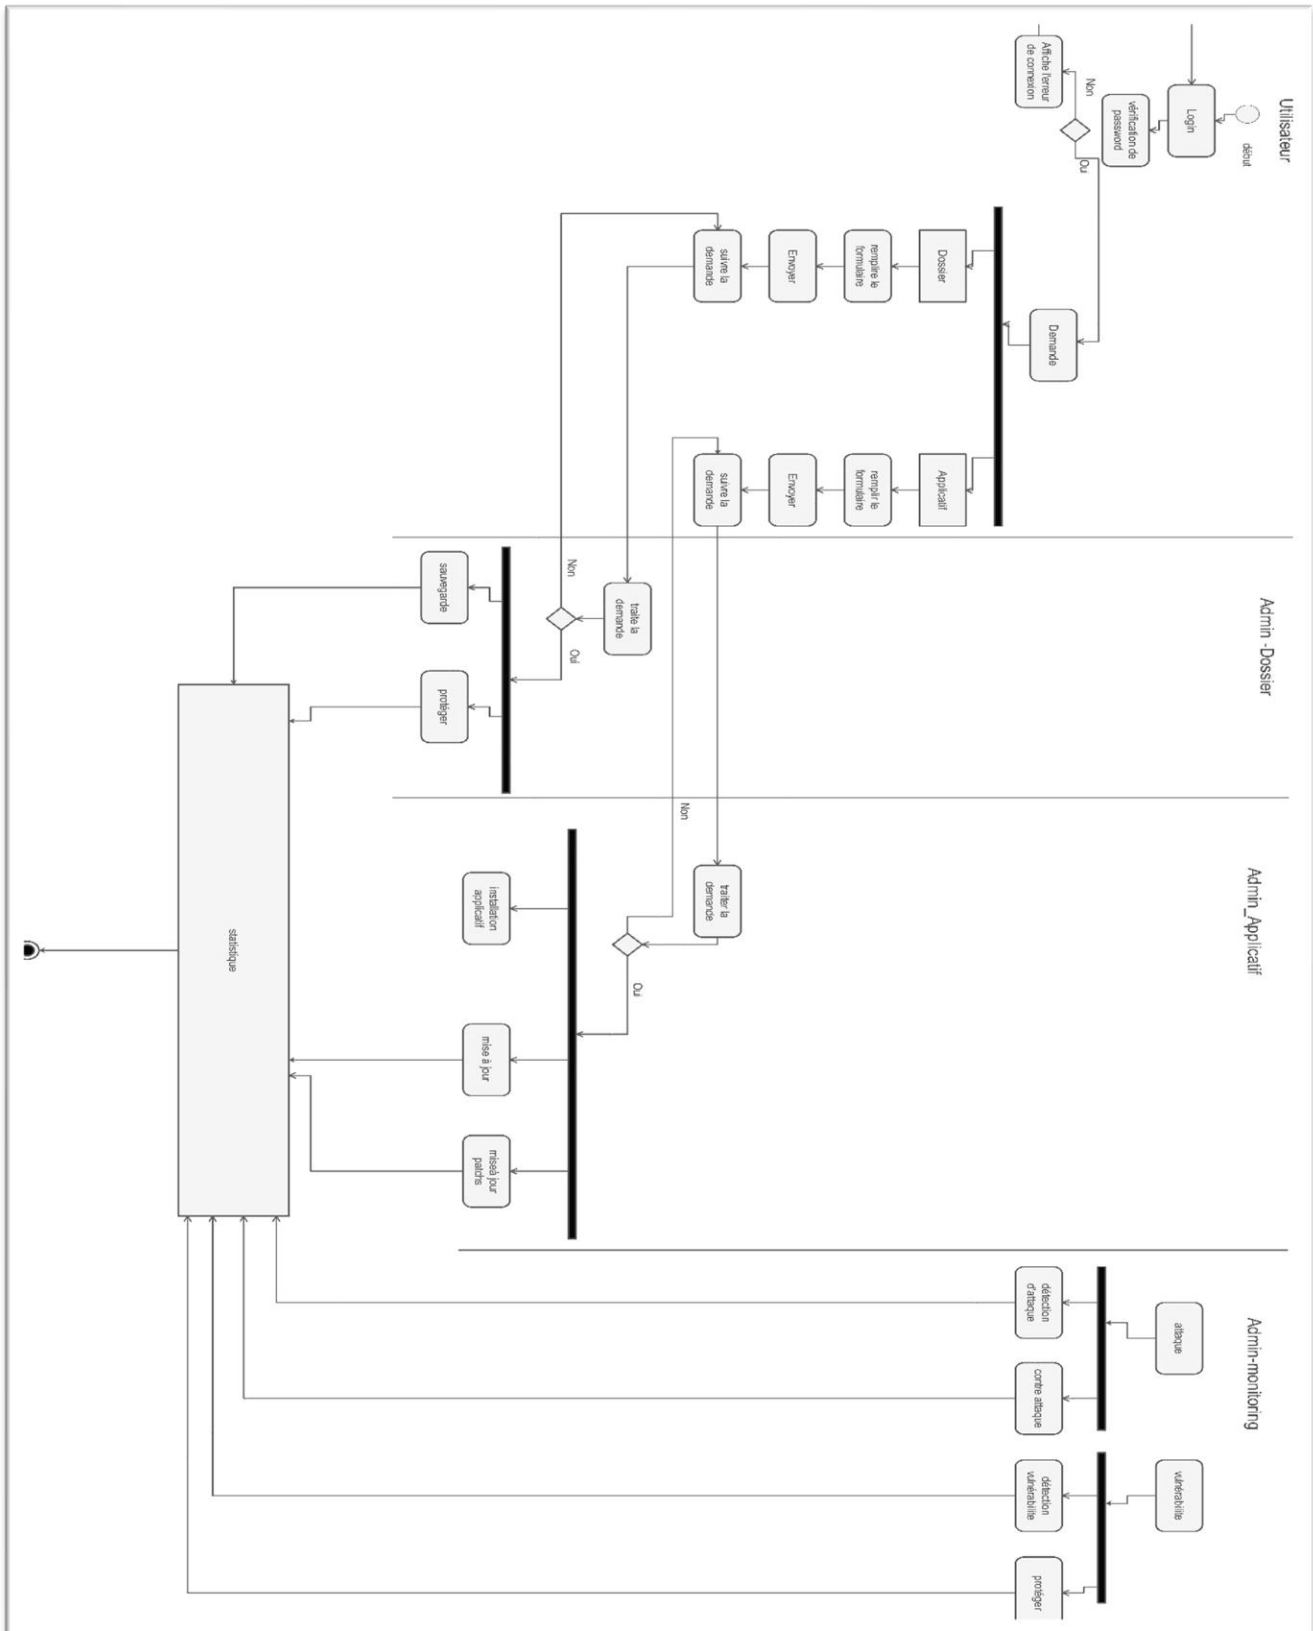 Utilisateur
Admin -Dossier
Admin_Applicatif
Admin-monitoring
début
Login
vérification de
password
Non
Oui
Affiche l'erreur
de connexion
Demande
Dossier
remplire le
formulaire
Envoyer
suivre la
demande
Applicatif
remplir le
formulaire
Envoyer
suivre la
demande
traite la
demande
Non
Oui
sauvegarde
protéger
traiter la
demande
Non
Oui
installation
applicatif
mise à jour
miseà jour
patchs
attaque
détection
d'attaque
contre attaque
vulnérabilite
détection
vulnérabilite
protéger
statistique